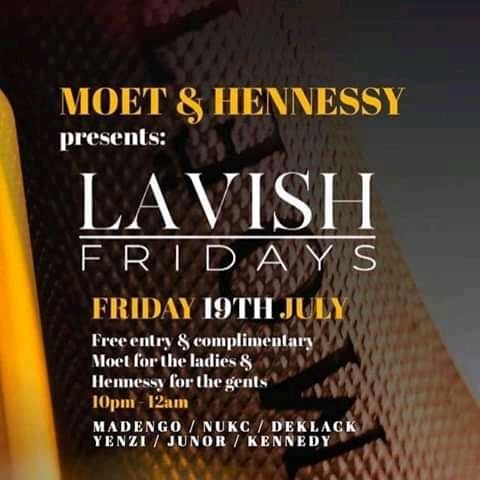 MOET & HENNESSY
presents:
LAVISH
FRIDAYS
FRIDAY 19TH JULY
Free entry & complimentary
Moet for the ladies &
Hennessy for the gents
10pm - 12am
MADENGO / NUKC / DEKLACK
YENZI / JUNOR / KENNEDY